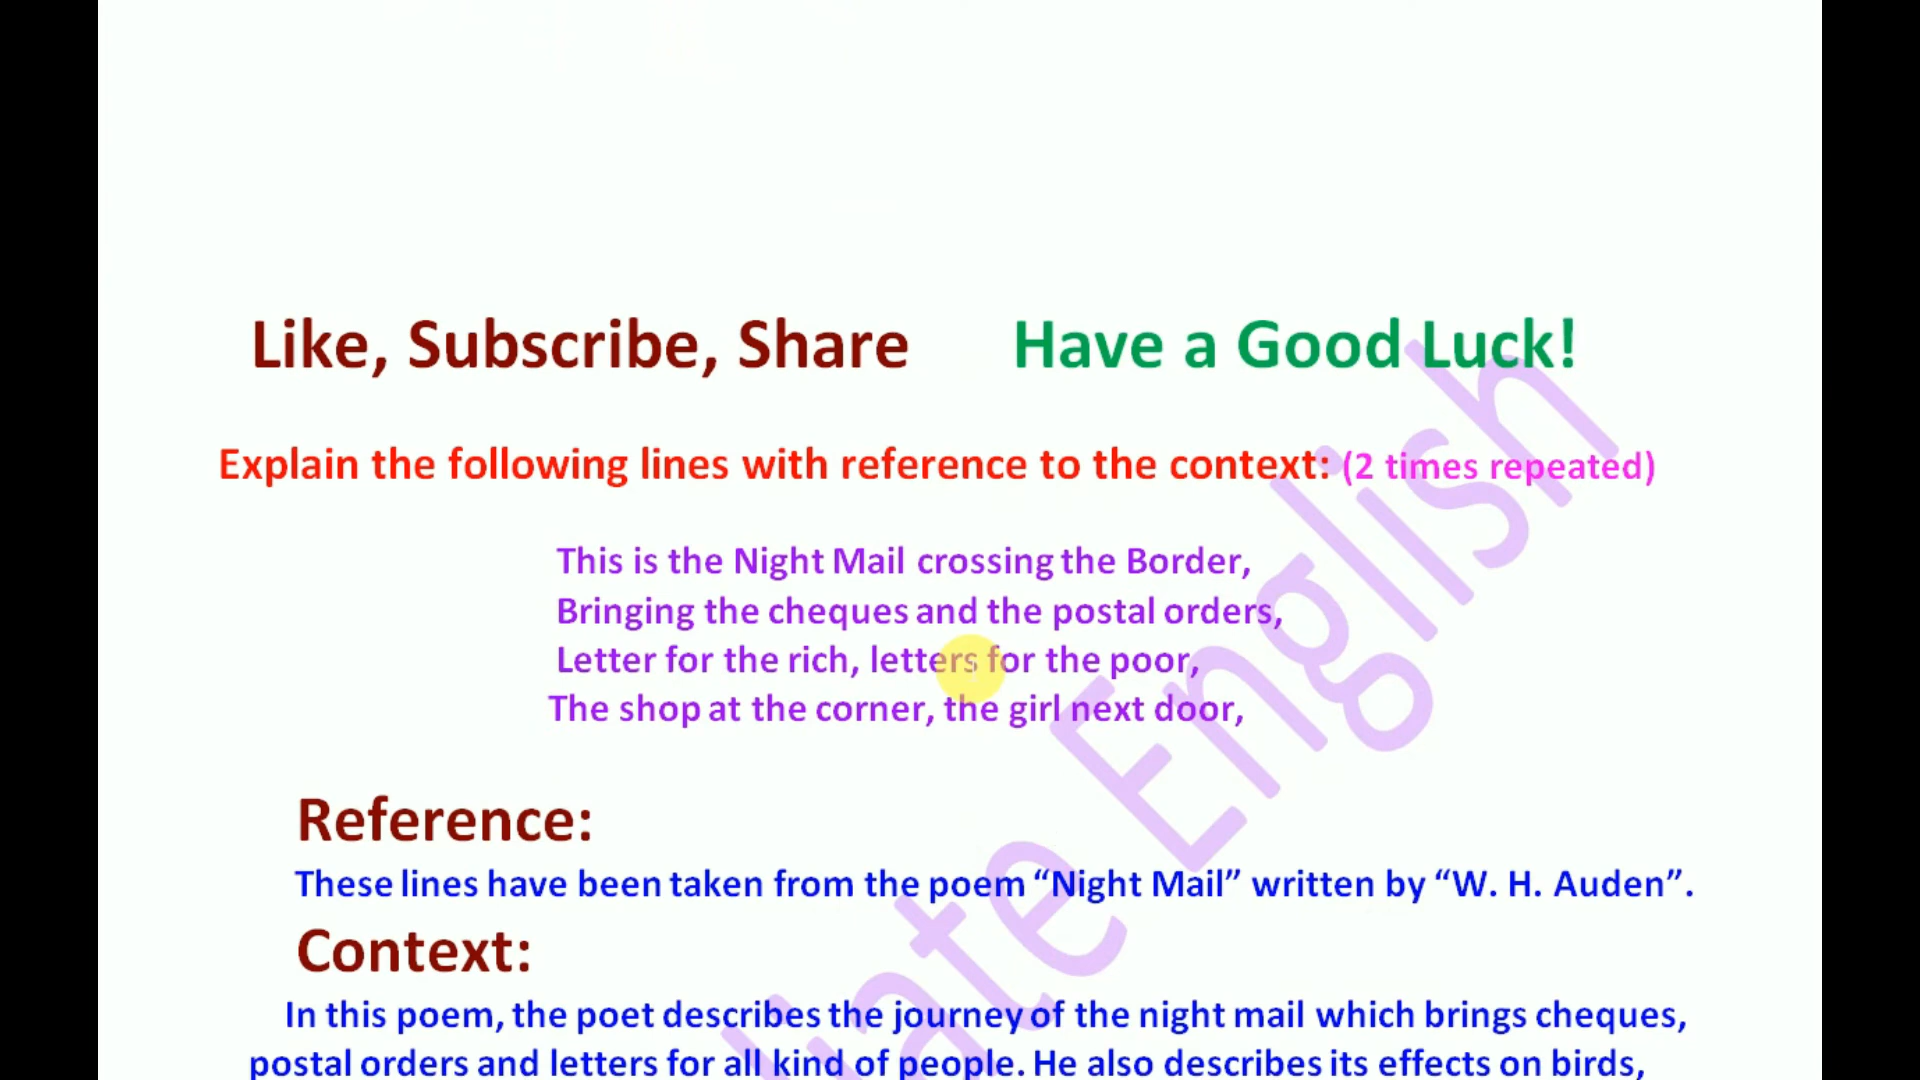 Like, Subscribe, Share Have a Good Luck!
Explain the following lines with reference to the context: (2 times repeated)
This is the Night Mail crossing the Border,
Bringing the cheques and the postal orders,
Letter for the rich, letters for the poor,
The shop at the corner, the girl next door,
Reference:
These lines have been taken from the poem “Night Mail” written by “W. H. Auden”.
Context:
In this poem, the poet describes the journey of the night mail which brings cheques,
postal orders and letters for all kind of people. He also describes its effects on birds,
English